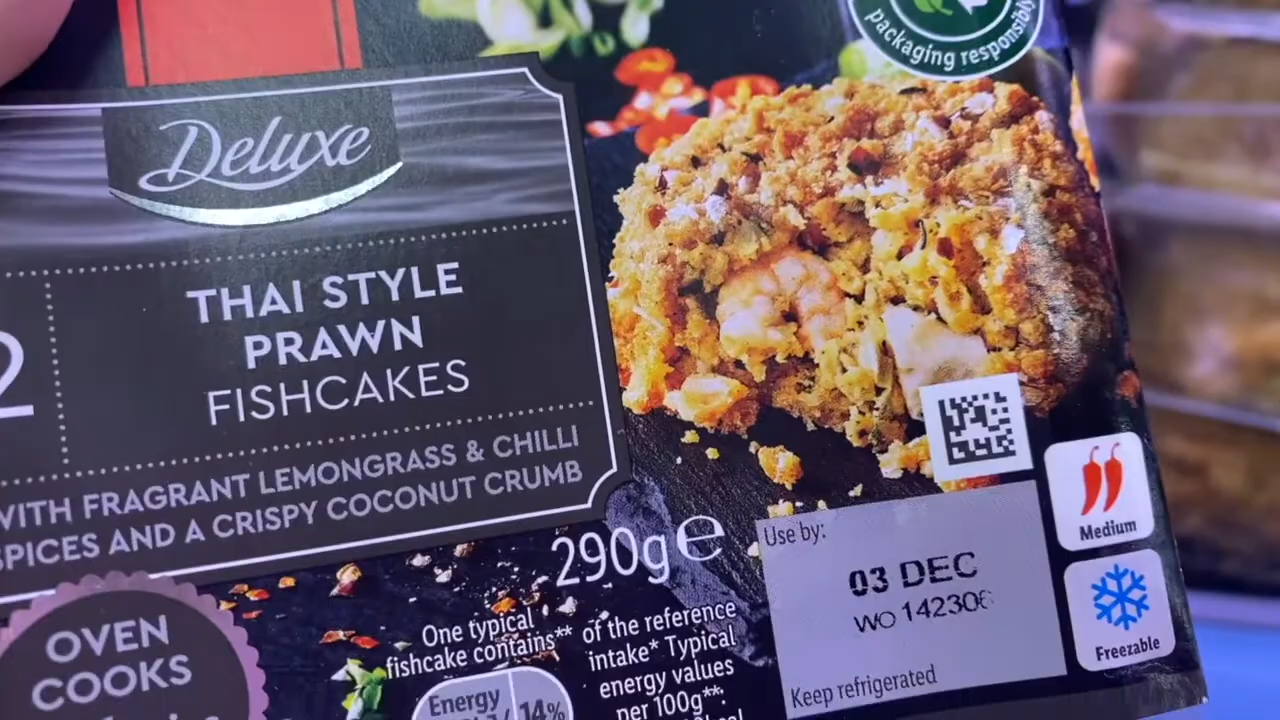 packaging responsibly
Deluxe
2
THAI STYLE
PRAWN
FISHCAKES
WITH FRAGRANT LEMONGRASS & CHILLI
SPICES AND A CRISPY COCONUT CRUMB
290g ℮
Use by:
03 DEC
WO 142306
Keep refrigerated
Medium
Freezable
OVEN
COOKS
One typical
fishcake contains**
Energy
14%
of the reference
intake* Typical
energy values
per 100g**: